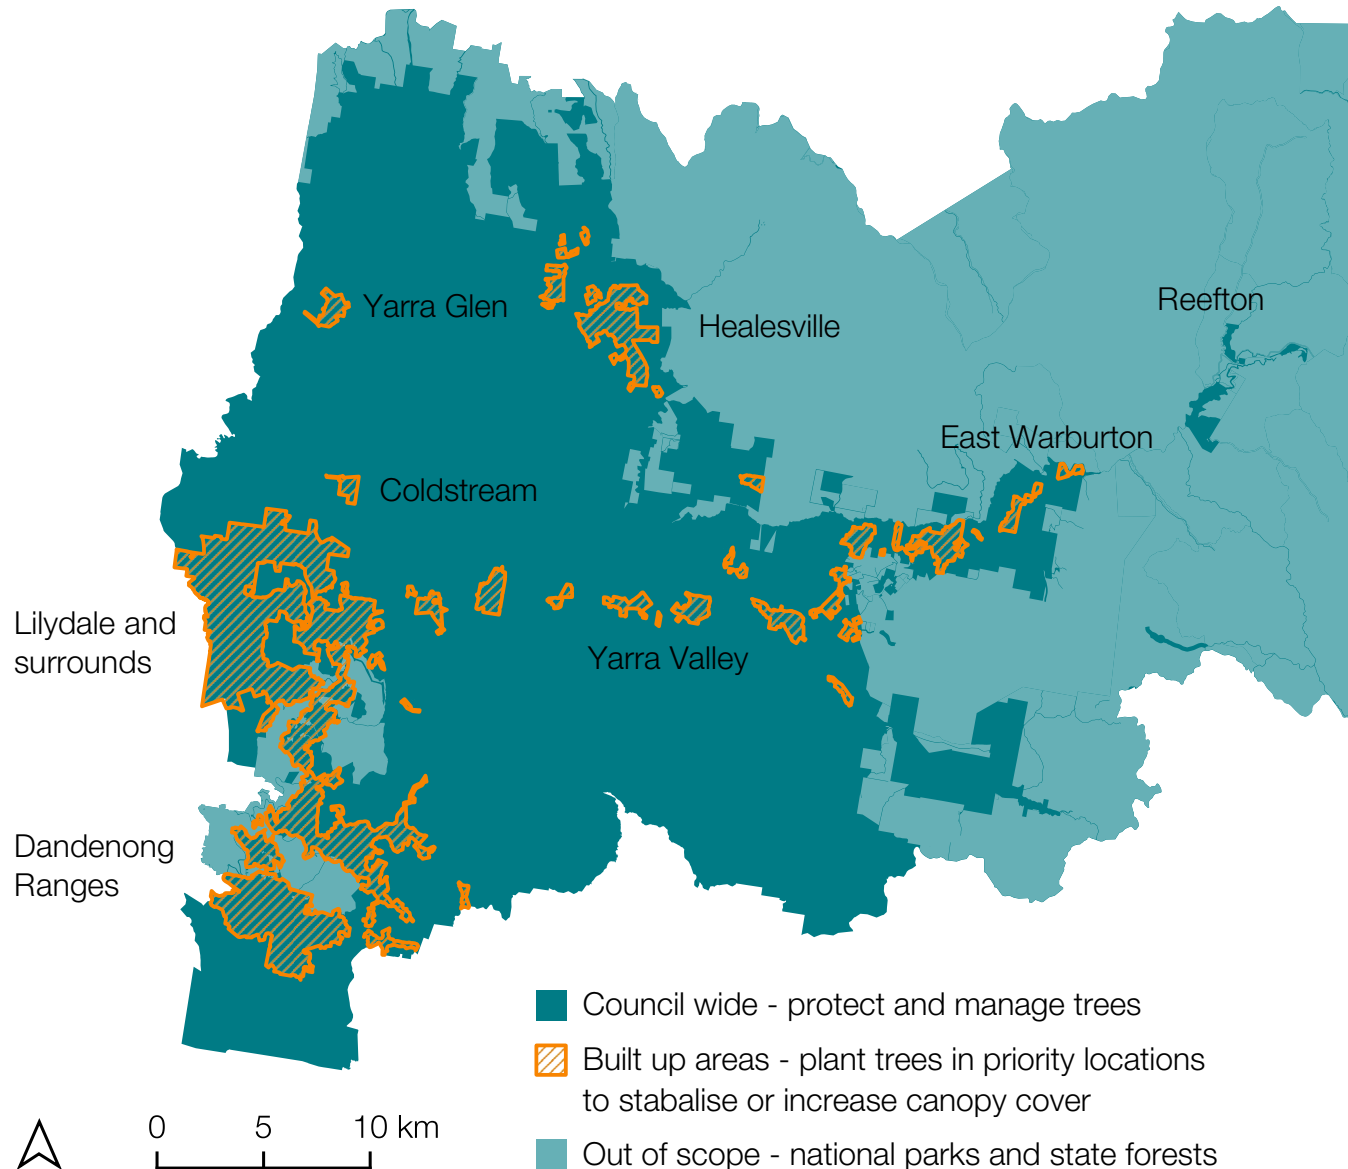 Yarra Glen
Healesville
Reefton
East Warburton
Coldstream
Lilydale and
surrounds
Yarra Valley
Dandenong
Ranges
Council wide - protect and manage trees
Built up areas - plant trees in priority locations
to stabalise or increase canopy cover
Out of scope - national parks and state forests
0 5 10 km